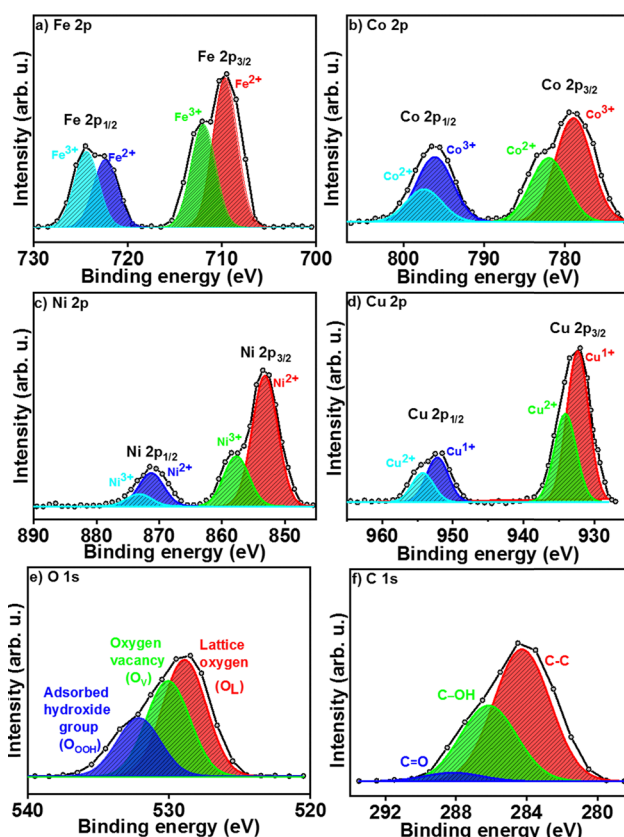 a) Fe 2p
Fe 2p3/2
Fe2+
Fe3+
Fe 2p1/2
Fe3+
Fe2+
Intensity (arb. u.)
730 720 710 700
Binding energy (eV)
b) Co 2p
Co 2p3/2
Co3+
Co 2p1/2
Co2+
Co3+
Co2+
Intensity (arb. u.)
800 790 780
Binding energy (eV)
c) Ni 2p
Ni 2p3/2
Ni2+
Ni3+
Ni 2p1/2
Ni3+
Ni2+
Intensity (arb. u.)
890 880 870 860 850
Binding energy (eV)
d) Cu 2p
Cu 2p3/2
Cu1+
Cu2+
Cu 2p1/2
Cu2+
Cu1+
Intensity (arb. u.)
960 950 940 930
Binding energy (eV)
e) O 1s
Oxygen
vacancy
(OV)
Lattice
oxygen
(OL)
Adsorbed
hydroxide
group
(OOOH)
Intensity (arb. u.)
540 530 520
Binding energy (eV)
f) C 1s
C-C
C–OH
C=O
Intensity (arb. u.)
292 288 284 280
Binding energy (eV)